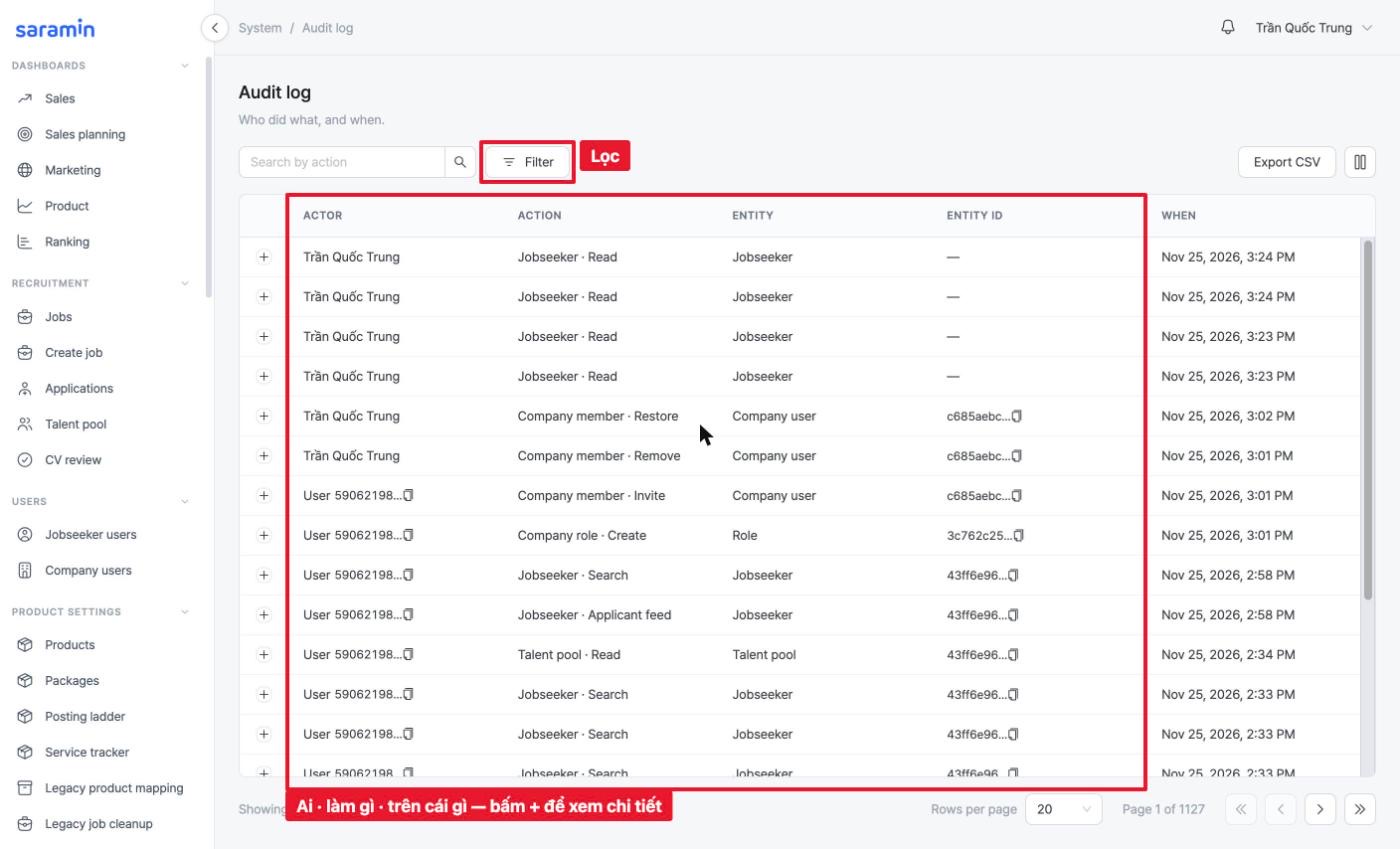 saramin
System / Audit log
Trần Quốc Trung
DASHBOARDS
Sales
Sales planning
Marketing
Product
Ranking
RECRUITMENT
Jobs
Create job
Applications
Talent pool
CV review
USERS
Jobseeker users
Company users
PRODUCT SETTINGS
Products
Packages
Posting ladder
Service tracker
Legacy product mapping
Legacy job cleanup
Audit log
Who did what, and when.
Search by action
Filter
Lọc
Export CSV
ACTOR ACTION ENTITY ENTITY ID WHEN
Trần Quốc Trung Jobseeker · Read Jobseeker — Nov 25, 2026, 3:24 PM
Trần Quốc Trung Jobseeker · Read Jobseeker — Nov 25, 2026, 3:24 PM
Trần Quốc Trung Jobseeker · Read Jobseeker — Nov 25, 2026, 3:23 PM
Trần Quốc Trung Jobseeker · Read Jobseeker — Nov 25, 2026, 3:23 PM
Trần Quốc Trung Company member · Restore Company user c685aebc... Nov 25, 2026, 3:02 PM
Trần Quốc Trung Company member · Remove Company user c685aebc... Nov 25, 2026, 3:01 PM
User 59062198... Company member · Invite Company user c685aebc... Nov 25, 2026, 3:01 PM
User 59062198... Company role · Create Role 3c762c25... Nov 25, 2026, 3:01 PM
User 59062198... Jobseeker · Search Jobseeker 43ff6e96... Nov 25, 2026, 2:58 PM
User 59062198... Jobseeker · Applicant feed Jobseeker 43ff6e96... Nov 25, 2026, 2:58 PM
User 59062198... Talent pool · Read Talent pool 43ff6e96... Nov 25, 2026, 2:34 PM
User 59062198... Jobseeker · Search Jobseeker 43ff6e96... Nov 25, 2026, 2:33 PM
User 59062198... Jobseeker · Search Jobseeker 43ff6e96... Nov 25, 2026, 2:33 PM
User 59062198... Jobseeker · Search Jobseeker 43ff6e96... Nov 25, 2026, 2:33 PM
Showing
Ai · làm gì · trên cái gì — bấm + để xem chi tiết
Rows per page 20 Page 1 of 1127